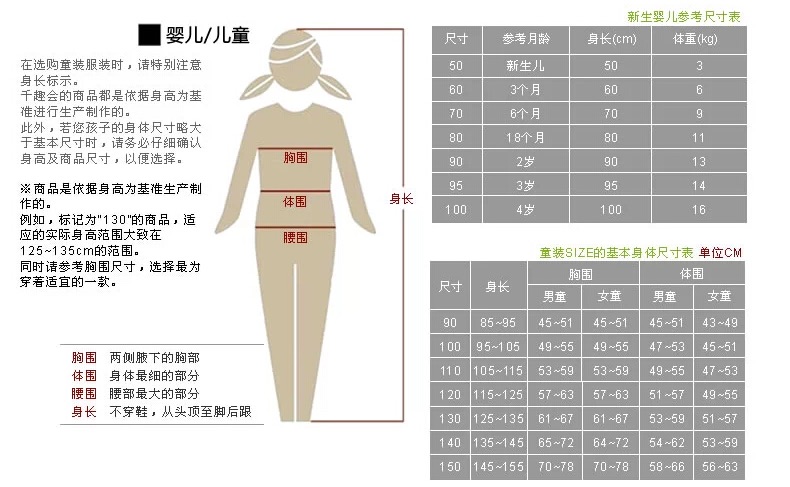 婴儿/儿童
在选购童装服装时，请特别注意
身长标示。
千趣会的商品都是依据身高为基
准进行生产制作的。
此外，若您孩子的身体尺寸略大
于基本尺寸时，请务必仔细确认
身高及商品尺寸，以便选择。
※商品是依据身高为基准生产制
作的。
例如，标记为“130”的商品，适
应的实际身高范围大致在
125~135cm的范围。
同时请参考胸围尺寸，选择最为
穿着适宜的一款。
胸围
体围
腰围
身长
胸围 两侧腋下的胸部
体围 身体最细的部分
腰围 腰部最大的部分
身长 不穿鞋，从头顶至脚后跟
新生婴儿参考尺寸表
尺寸 参考月龄 身长(cm) 体重(kg)
50 新生儿 50 3
60 3个月 60 6
70 6个月 70 9
80 18个月 80 11
90 2岁 90 13
95 3岁 95 14
100 4岁 100 16
童装SIZE的基本身体尺寸表 单位CM
尺寸 身长 胸围 体围
男童 女童 男童 女童
90 85~95 45~51 45~51 45~51 43~49
100 95~105 49~55 49~55 47~53 45~51
110 105~115 53~59 53~59 49~55 47~53
120 115~125 57~63 57~63 51~57 49~55
130 125~135 61~67 61~67 53~59 51~57
140 135~145 65~72 64~72 54~62 53~59
150 145~155 70~78 70~78 58~66 56~63